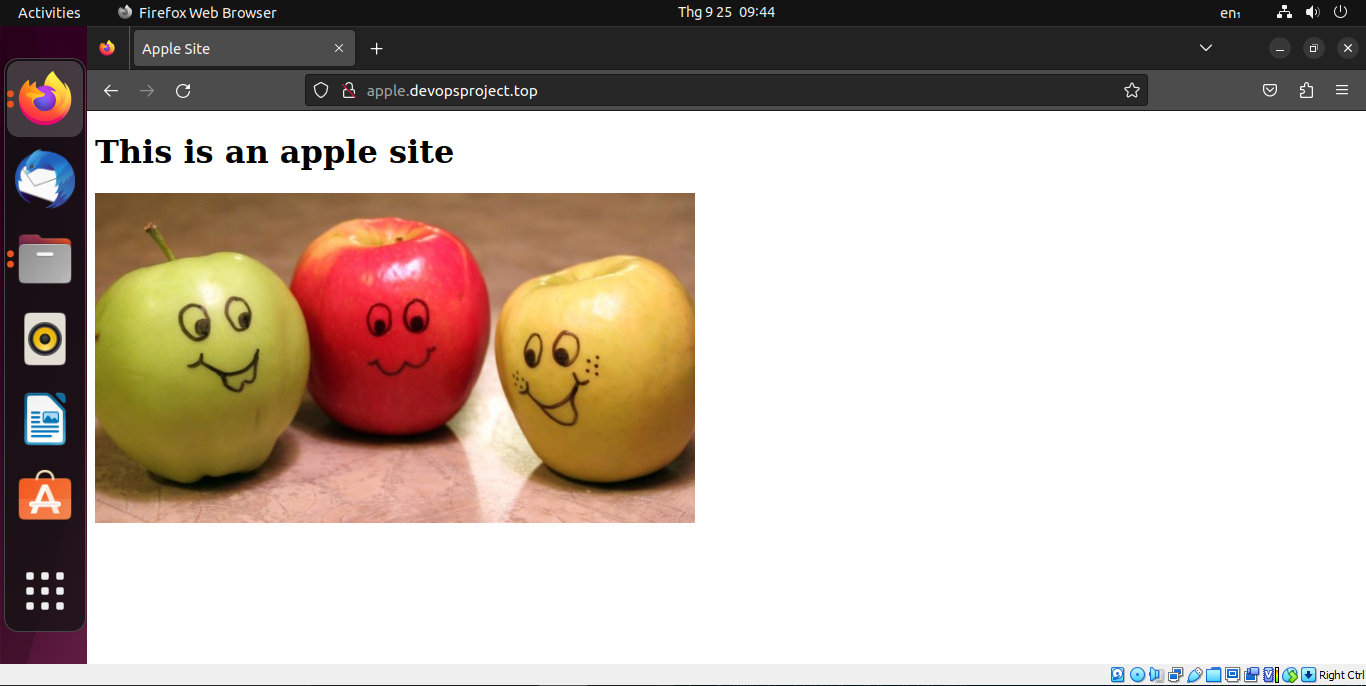 Activities Firefox Web Browser Thg 9 25 09:44 en₁
Apple Site
apple.devopsproject.top
This is an apple site
Right Ctrl